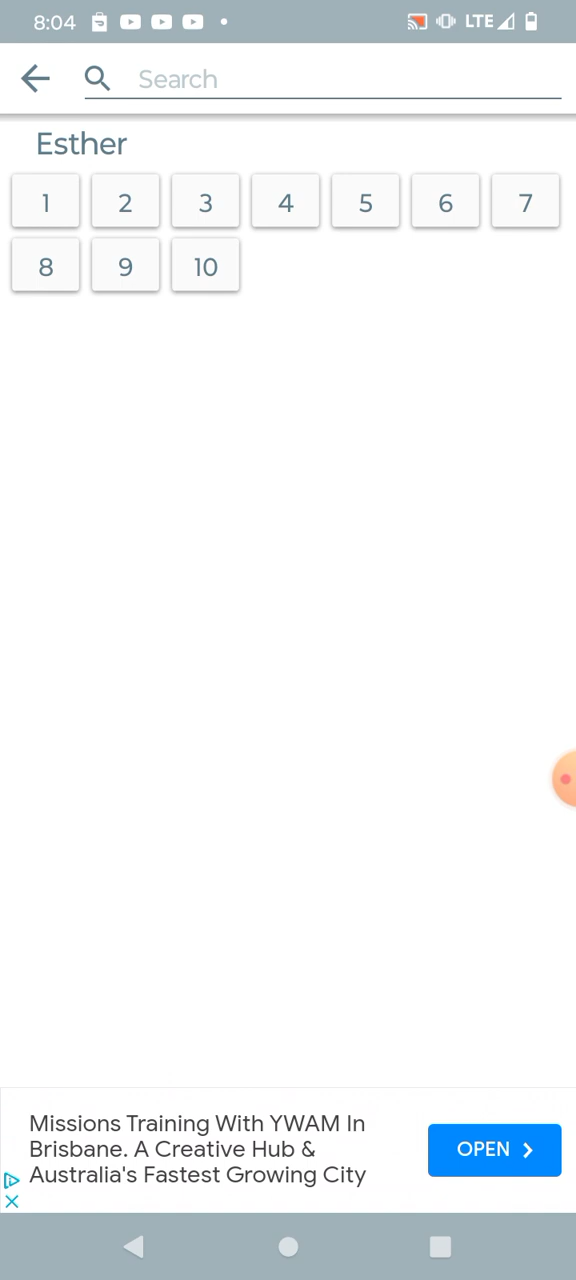 8:04 LTE
Search
Esther
1 2 3 4 5 6 7
8 9 10
Missions Training With YWAM In
Brisbane. A Creative Hub &
Australia's Fastest Growing City
OPEN